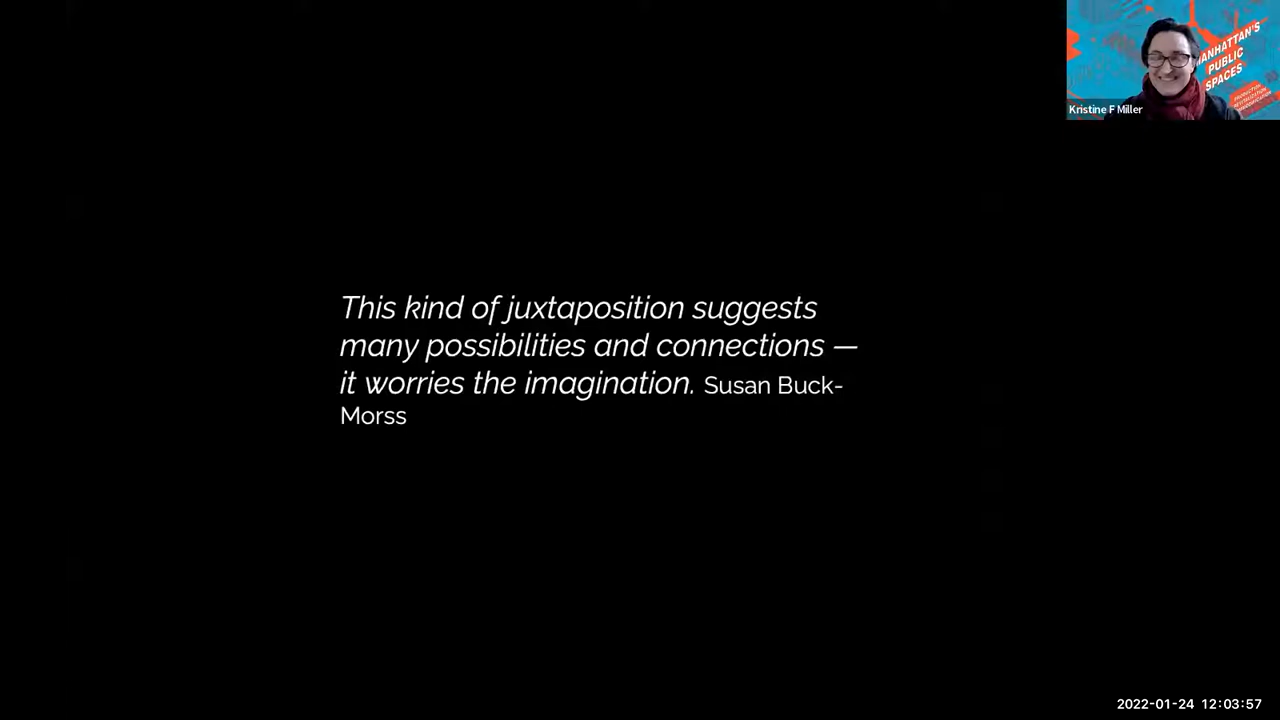 MANHATTAN'S
PUBLIC
SPACES
Kristine F Miller
This kind of juxtaposition suggests
many possibilities and connections —
it worries the imagination. Susan Buck-
Morss
2022-01-24 12:03:57